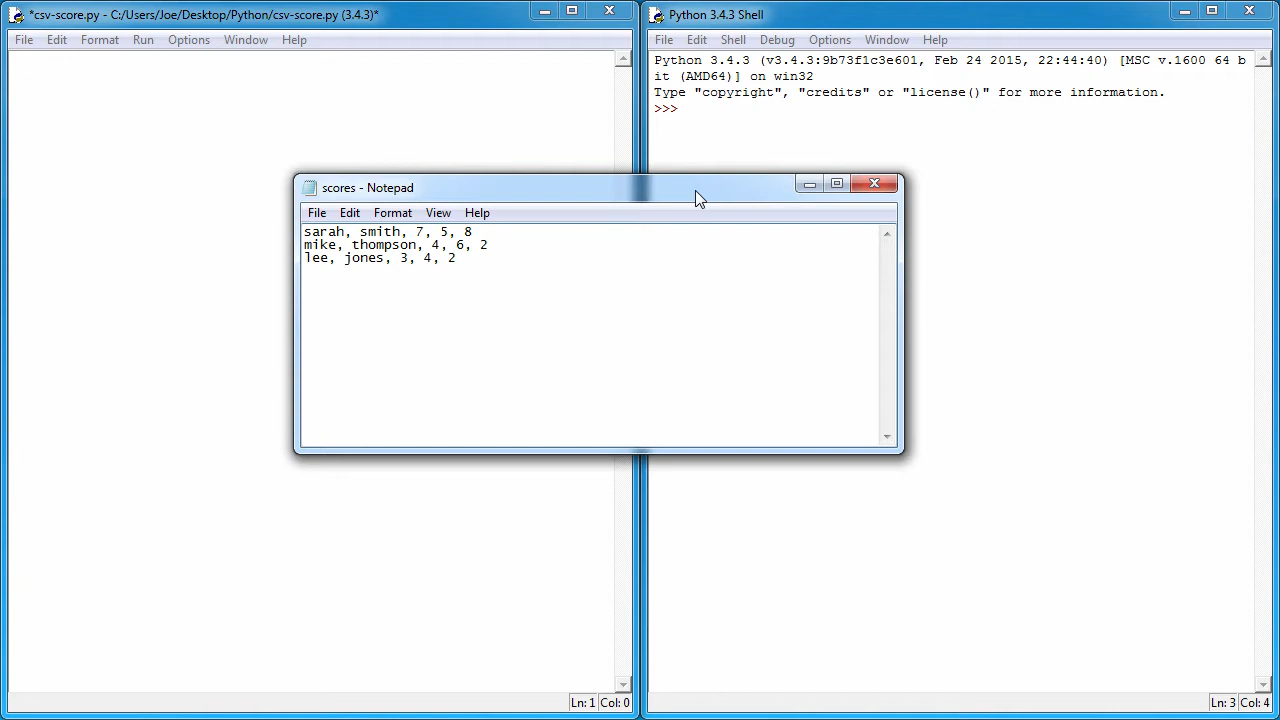 *csv-score.py - C:/Users/Joe/Desktop/Python/csv-score.py (3.4.3)*
File Edit Format Run Options Window Help
Ln: 1 Col: 0
Python 3.4.3 Shell
File Edit Shell Debug Options Window Help
Python 3.4.3 (v3.4.3:9b73f1c3e601, Feb 24 2015, 22:44:40) [MSC v.1600 64 b
it (AMD64)] on win32
Type "copyright", "credits" or "license()" for more information.
>>>
Ln: 3 Col: 4
scores - Notepad
File Edit Format View Help
sarah, smith, 7, 5, 8
mike, thompson, 4, 6, 2
lee, jones, 3, 4, 2